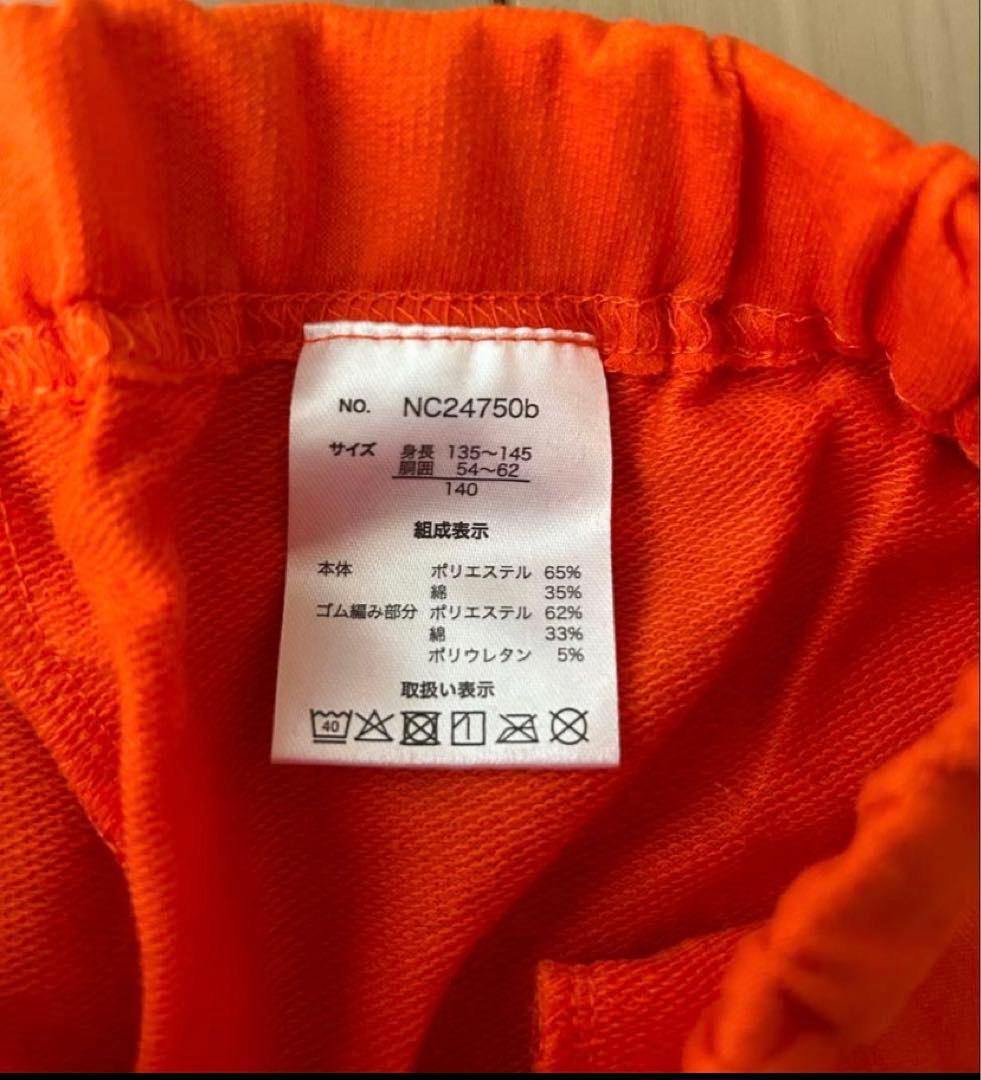 NO. NC24750b
サイズ 身長 135〜145
胴囲 54〜62
140
組成表示
本体 ポリエステル 65%
綿 35%
ゴム編み部分 ポリエステル 62%
綿 33%
ポリウレタン 5%
取扱い表示
40